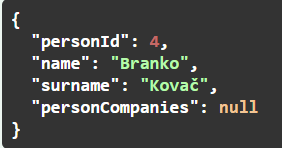 {
  "personId": 4,
  "name": "Branko",
  "surname": "Kovač",
  "personCompanies": null
}